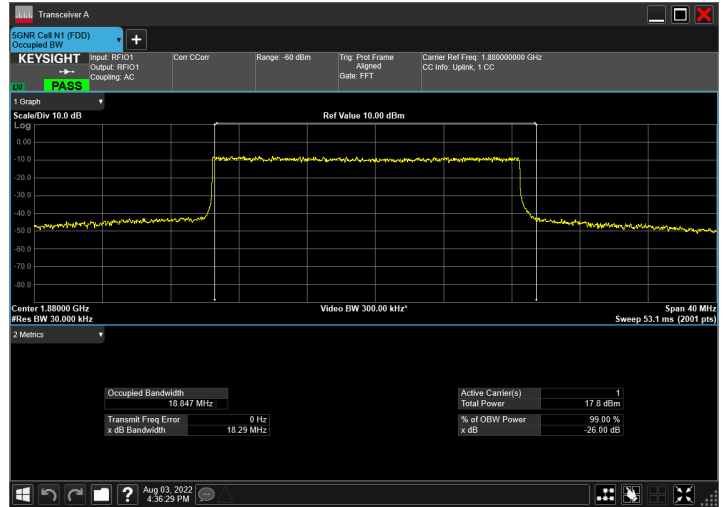 Transceiver A
5GNR Cell N1 (FDD)
Occupied BW
KEYSIGHT
LXI
PASS
Input: RFIO1
Output: RFIO1
Coupling: AC
Corr CCorr
Range: -60 dBm
Trig: Prot Frame
Aligned
Gate: FFT
Carrier Ref Freq: 1.880000000 GHz
CC Info: Uplink, 1 CC
1 Graph
Scale/Div 10.0 dB
Ref Value 10.00 dBm
Log
0.00
-10.0
-20.0
-30.0
-40.0
-50.0
-60.0
-70.0
-80.0
Center 1.88000 GHz
Video BW 300.00 kHz*
Span 40 MHz
#Res BW 30.000 kHz
Sweep 53.1 ms (2001 pts)
2 Metrics
Occupied Bandwidth
18.847 MHz
Transmit Freq Error 0 Hz
x dB Bandwidth 18.29 MHz
Active Carrier(s) 1
Total Power 17.8 dBm
% of OBW Power 99.00 %
x dB -26.00 dB
?
Aug 03, 2022
4:36:29 PM